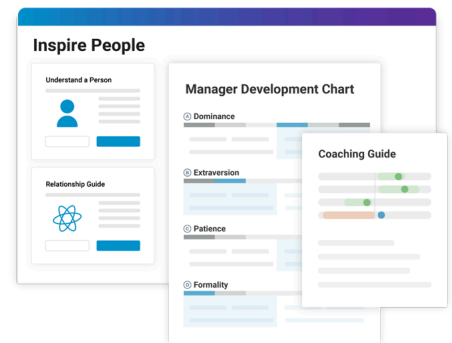 Inspire People
Understand a Person
Relationship Guide
Manager Development Chart
A Dominance
B Extraversion
C Patience
D Formality
Coaching Guide